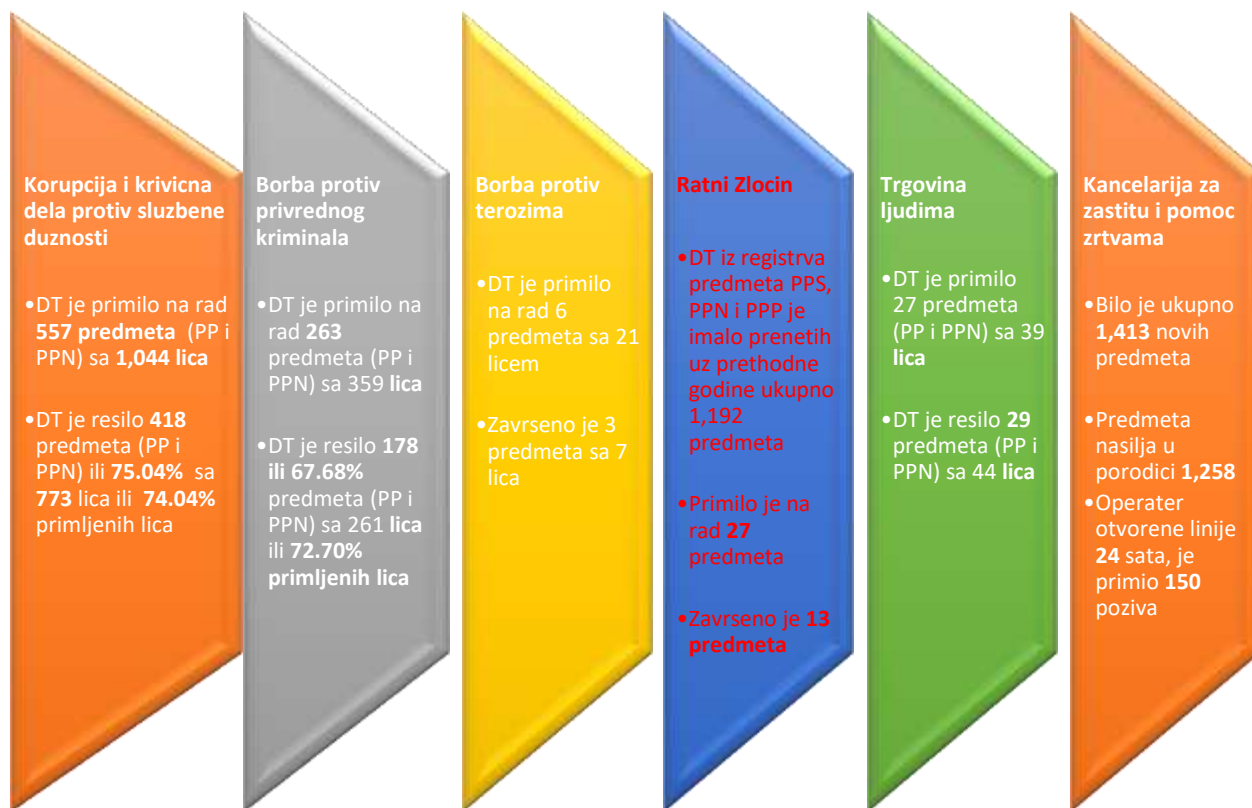 Korupcija i krivicna
dela protiv sluzbene
duznosti
•DT je primilo na rad
557 predmeta (PP i
PPN) sa 1,044 lica
•DT je resilo 418
predmeta (PP i
PPN) ili 75.04% sa
773 lica ili 74.04%
primljenih lica
Borba protiv
privrednog
kriminala
•DT je primilo na
rad 263
predmeta (PP i
PPN) sa 359 lica
•DT je resilo 178
ili 67.68%
predmeta (PP i
PPN) sa 261 lica
ili 72.70%
primljenih lica
Borba protiv
terozima
•DT je primilo
na rad 6
predmeta sa 21
licem
•Zavrseno je 3
predmeta sa 7
lica
Ratni Zlocin
•DT iz registrva
predmeta PPS,
PPN i PPP je
imalo prenetih
uz prethodne
godine ukupno
1,192
predmeta
•Primilo je na
rad 27
predmeta
•Zavrseno je 13
predmeta
Trgovina
ljudima
•DT je primilo
27 predmeta
(PP i PPN) sa 39
lica
•DT je resilo 29
predmeta (PP i
PPN) sa 44 lica
Kancelarija za
zastitu i pomoc
zrtvama
•Bilo je ukupno
1,413 novih
predmeta
•Predmeta
nasilja u
porodici 1,258
•Operater
otvorene linije
24 sata, je
primio 150
poziva